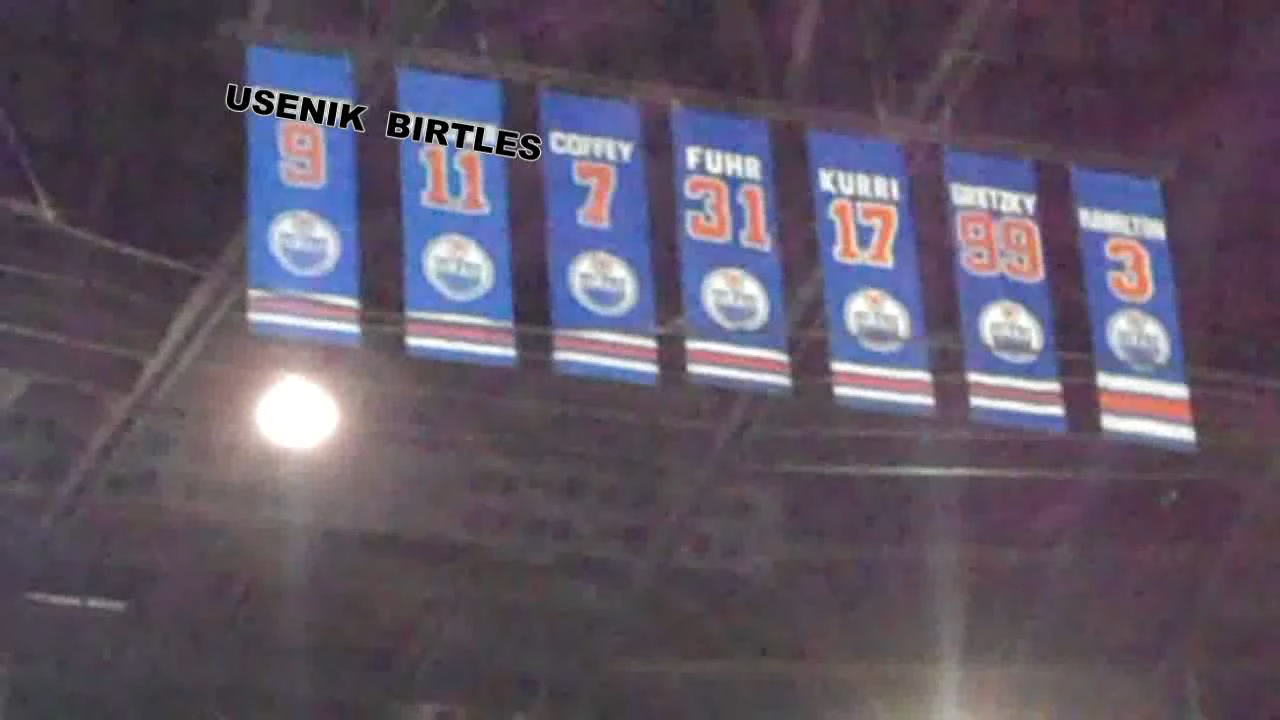 USENIK BIRTLES
9
11
COFFEY
7
FUHR
31
KURRI
17
GRETZKY
99
HAMILTON
3